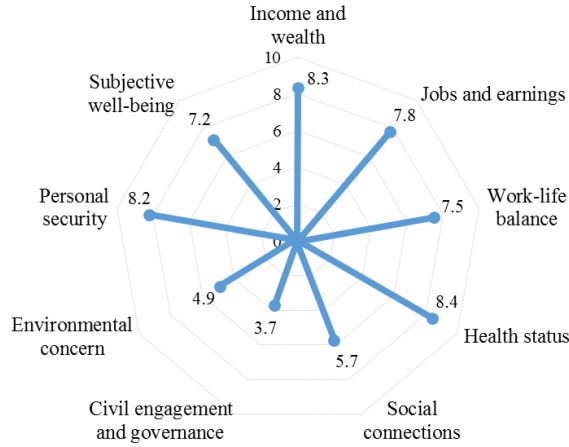 Income and
wealth
10
8.3
8
6
4
2
0
Subjective
well-being
7.2
7.8
Jobs and earnings
Personal
security
8.2
7.5
Work-life
balance
8.4
Health status
4.9
Environmental
concern
3.7
5.7
Civil engagement
and governance
Social
connections